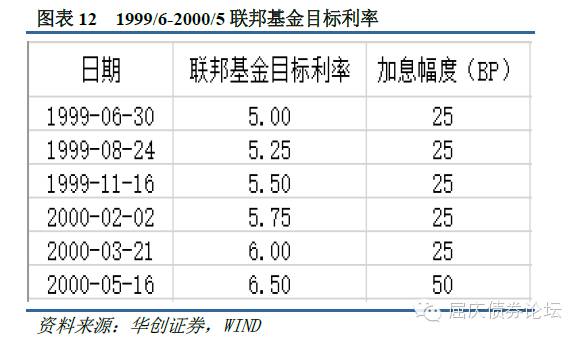 图表 12 1999/6-2000/5 联邦基金目标利率
日期 联邦基金目标利率 加息幅度（BP）
1999-06-30 5.00 25
1999-08-24 5.25 25
1999-11-16 5.50 25
2000-02-02 5.75 25
2000-03-21 6.00 25
2000-05-16 6.50 50
屈庆债券论坛
资料来源：华创证券，WIND